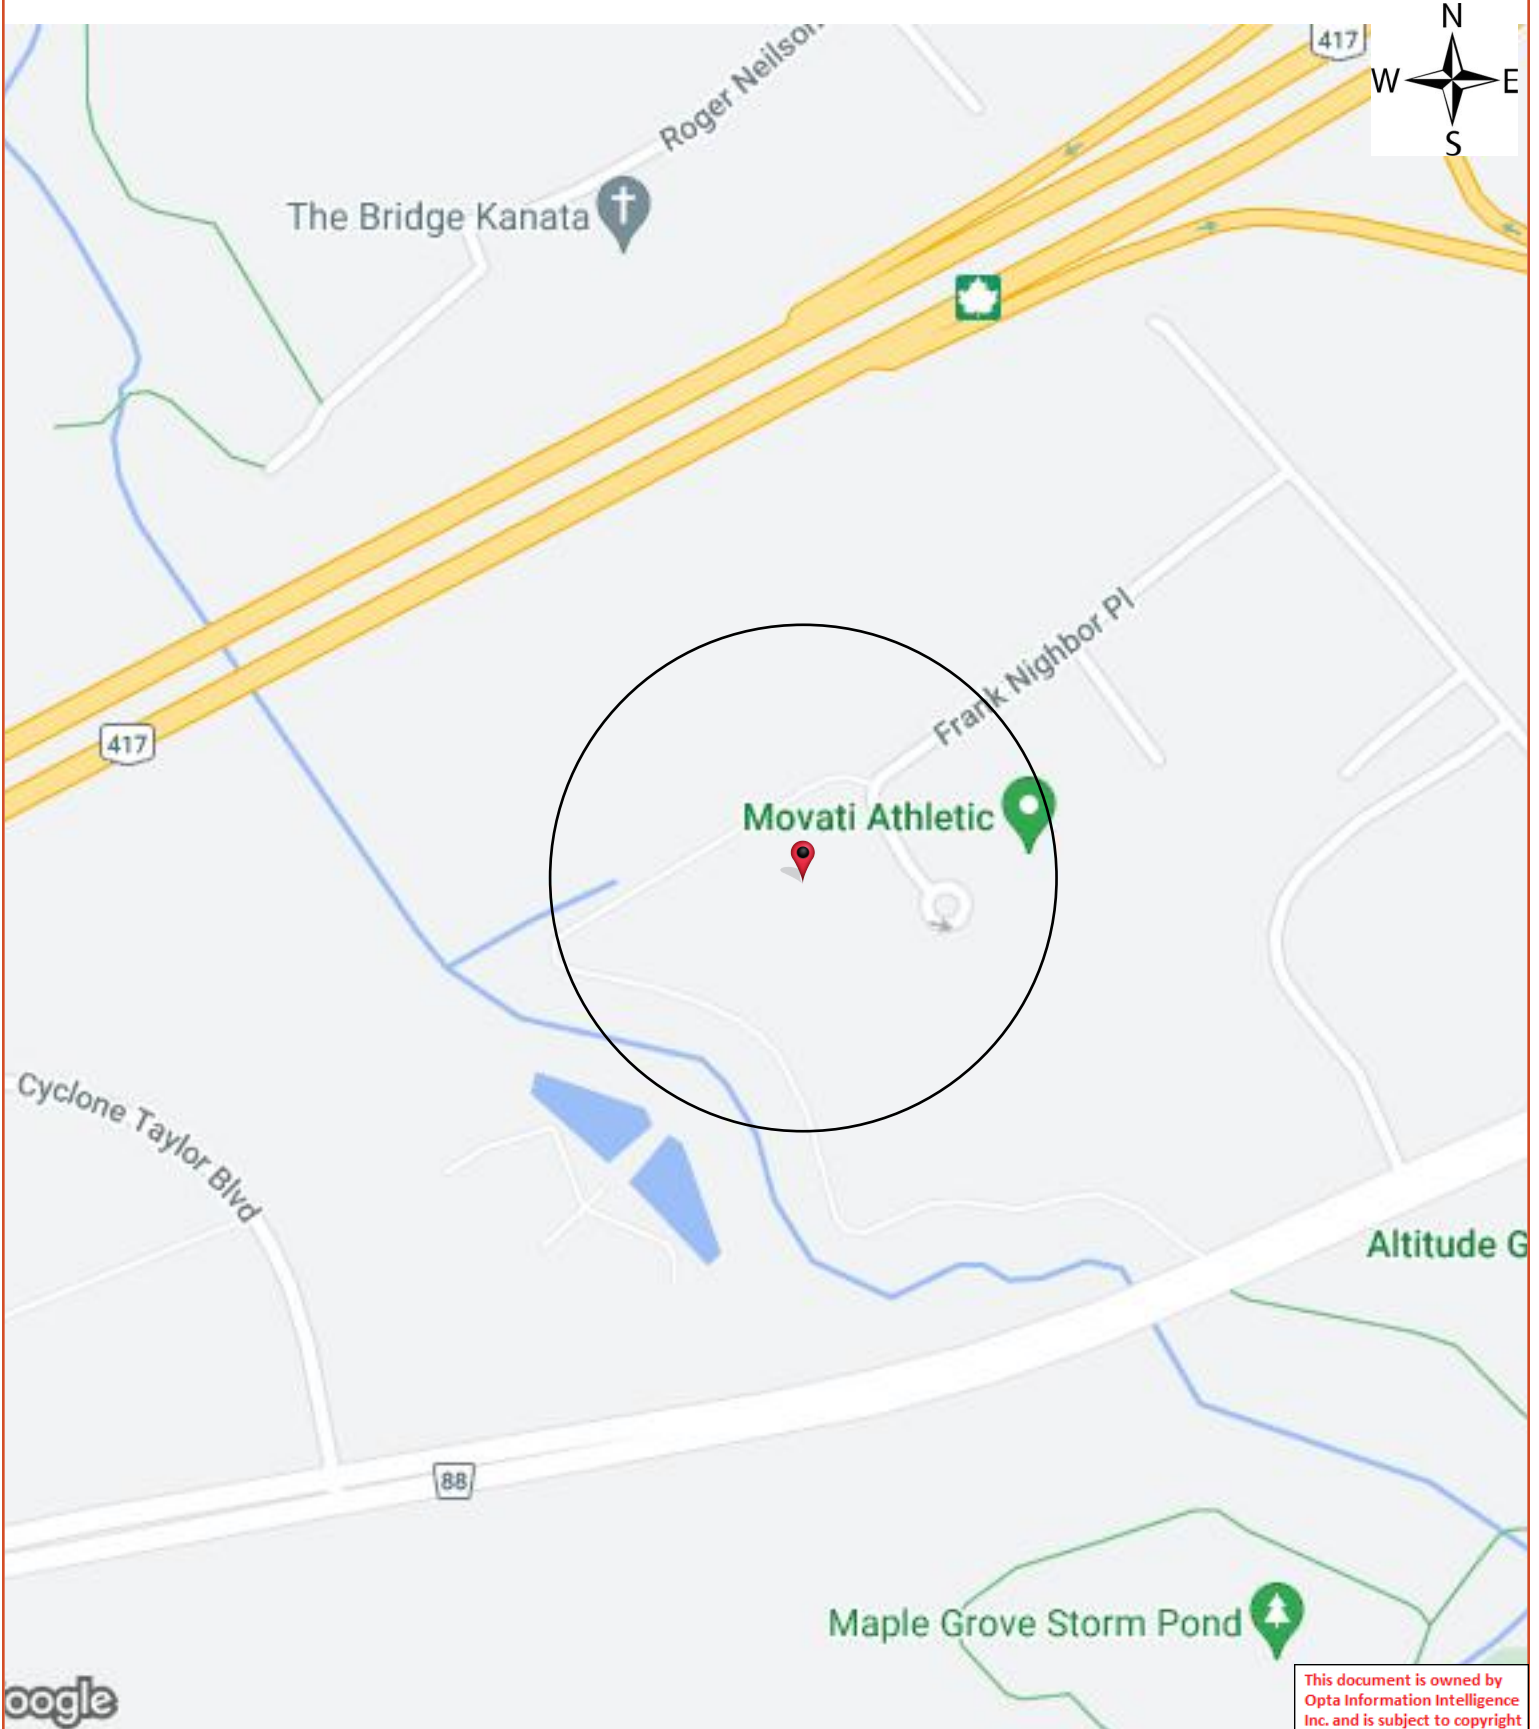 N
417
W E
S
Roger Neilson
The Bridge Kanata
Frank Nighbor Pl
417
Movati Athletic
Cyclone Taylor Blvd
Altitude G
88
Maple Grove Storm Pond
oogle
This document is owned by
Opta Information Intelligence
Inc. and is subject to copyright